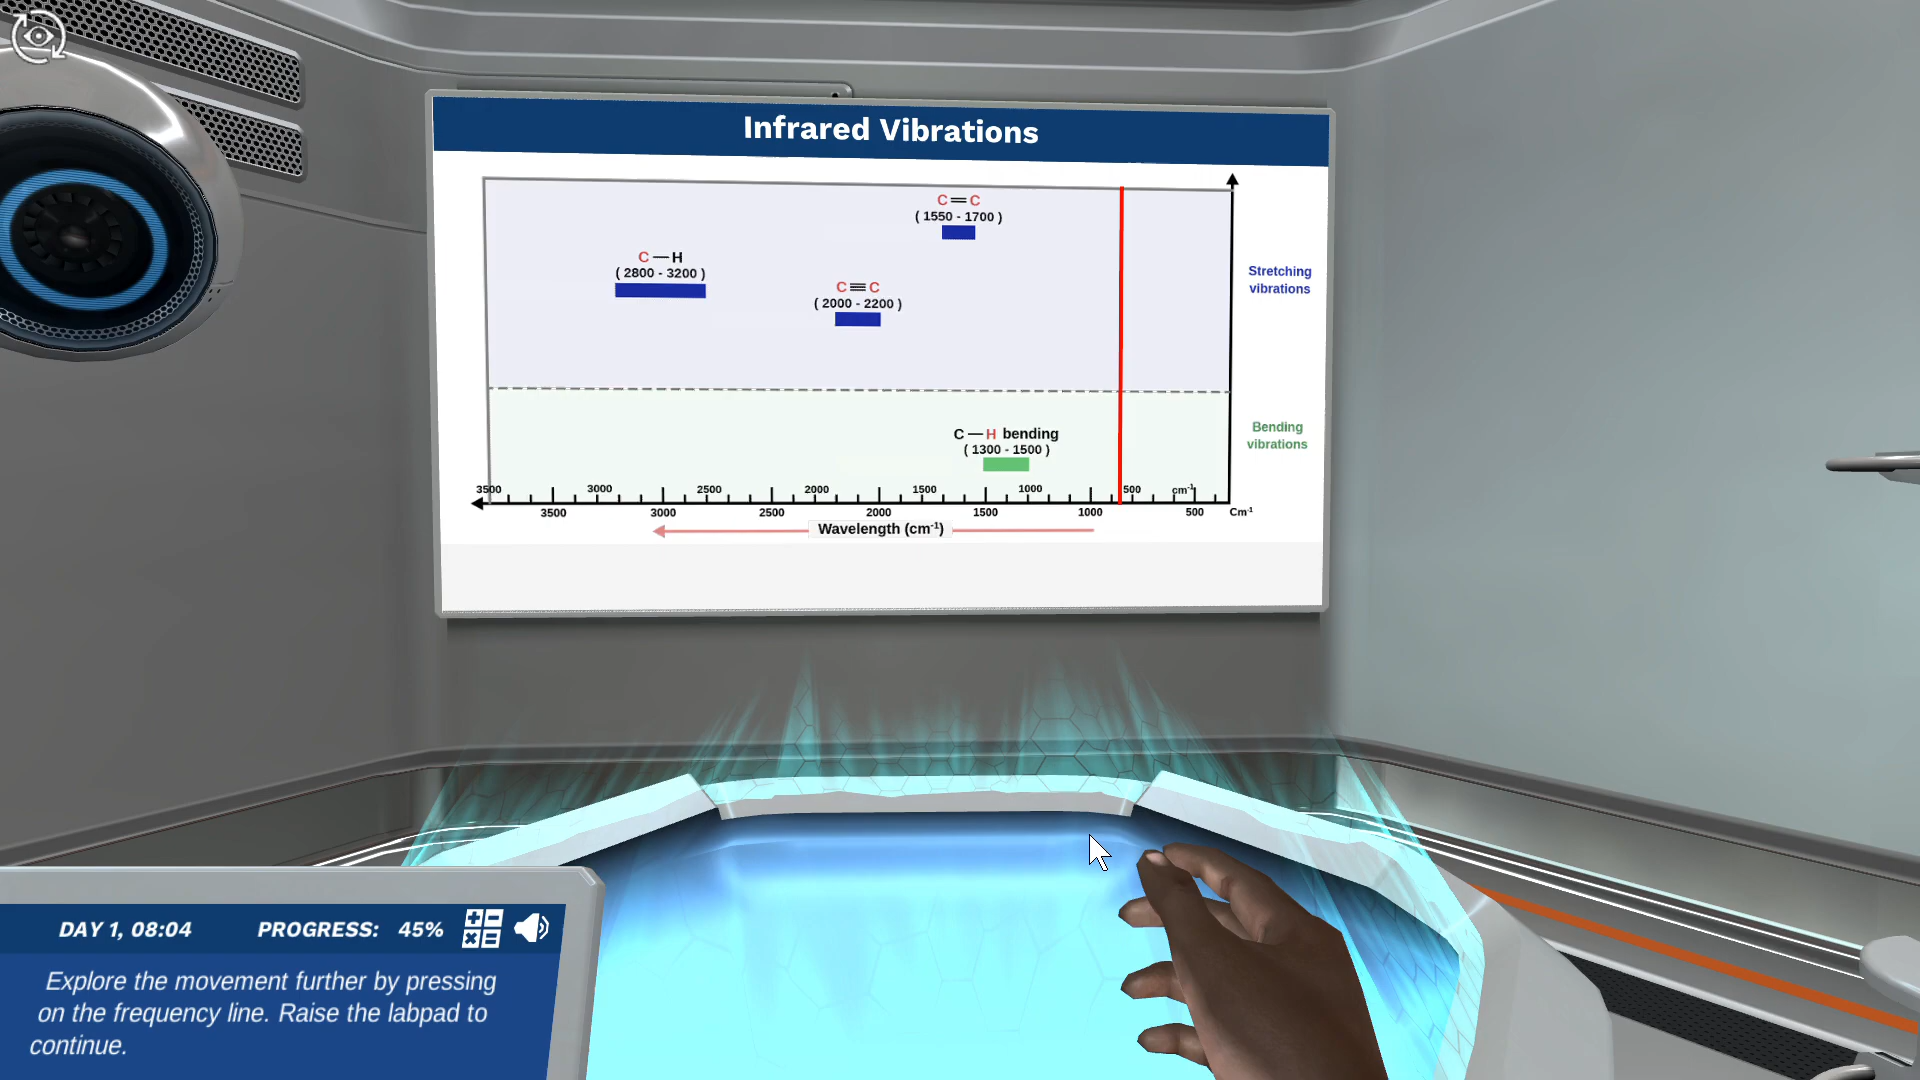 Infrared Vibrations
C=C
( 1550 - 1700 )
C—H
( 2800 - 3200 )
C≡C
( 2000 - 2200 )
Stretching
vibrations
C—H bending
( 1300 - 1500 )
Bending
vibrations
3500 3000 2500 2000 1500 1000 500 cm⁻¹
3500 3000 2500 2000 1500 1000 500 Cm⁻¹
Wavelength (cm⁻¹)
DAY 1, 08:04 PROGRESS: 45%
Explore the movement further by pressing
on the frequency line. Raise the labpad to
continue.